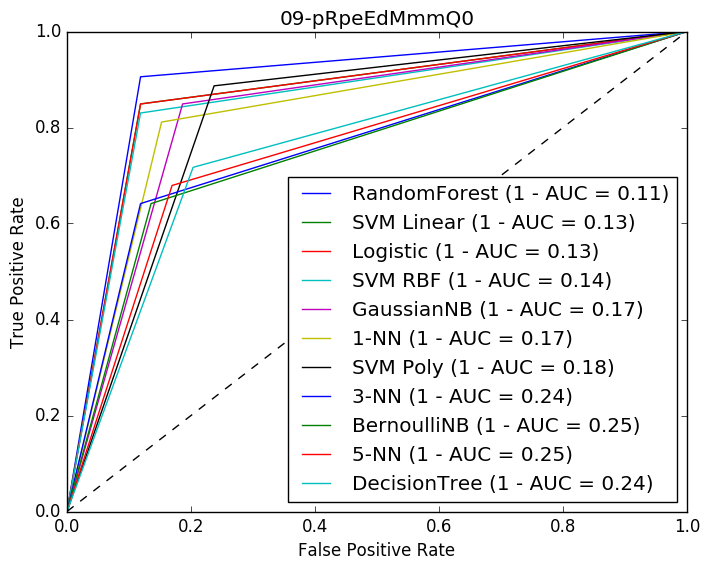 09-pRpeEdMmmQ0
1.0
0.8
0.6
0.4
0.2
0.0
True Positive Rate
RandomForest (1 - AUC = 0.11)
SVM Linear (1 - AUC = 0.13)
Logistic (1 - AUC = 0.13)
SVM RBF (1 - AUC = 0.14)
GaussianNB (1 - AUC = 0.17)
1-NN (1 - AUC = 0.17)
SVM Poly (1 - AUC = 0.18)
3-NN (1 - AUC = 0.24)
BernoulliNB (1 - AUC = 0.25)
5-NN (1 - AUC = 0.25)
DecisionTree (1 - AUC = 0.24)
0.0 0.2 0.4 0.6 0.8 1.0
False Positive Rate